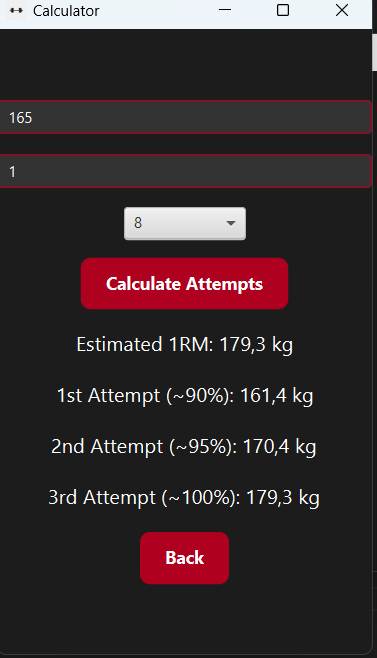 Calculator
165
1
8
Calculate Attempts
Estimated 1RM: 179,3 kg
1st Attempt (~90%): 161,4 kg
2nd Attempt (~95%): 170,4 kg
3rd Attempt (~100%): 179,3 kg
Back